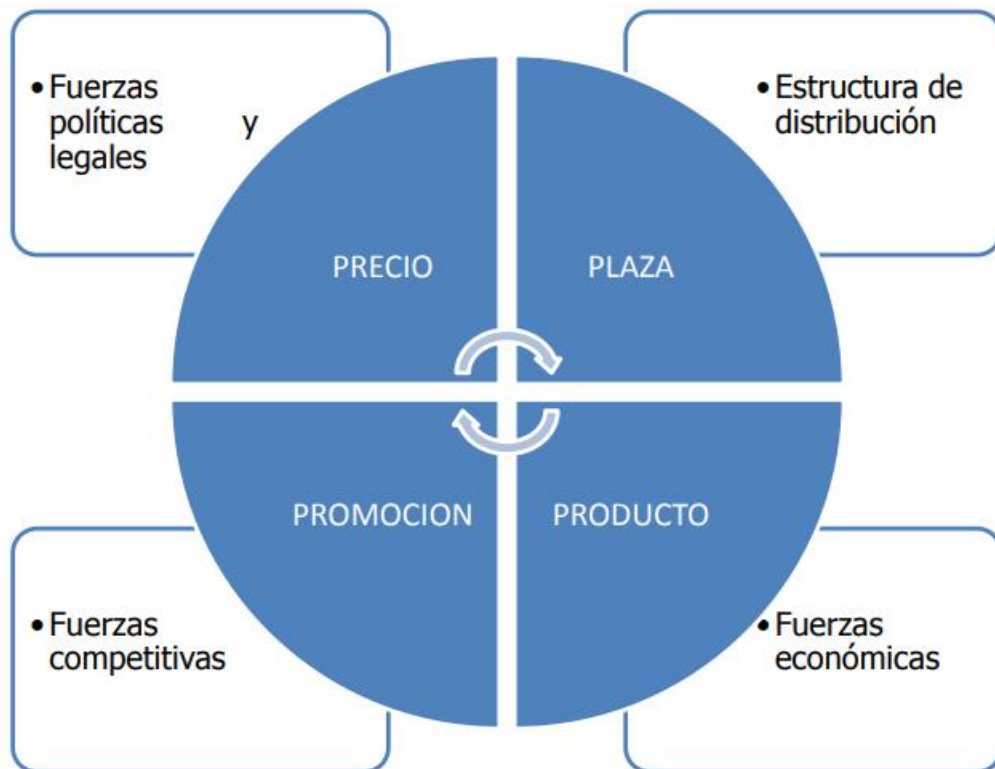 • Fuerzas
políticas y
legales
• Estructura de
distribución
PRECIO
PLAZA
PROMOCION
PRODUCTO
• Fuerzas
competitivas
• Fuerzas
económicas